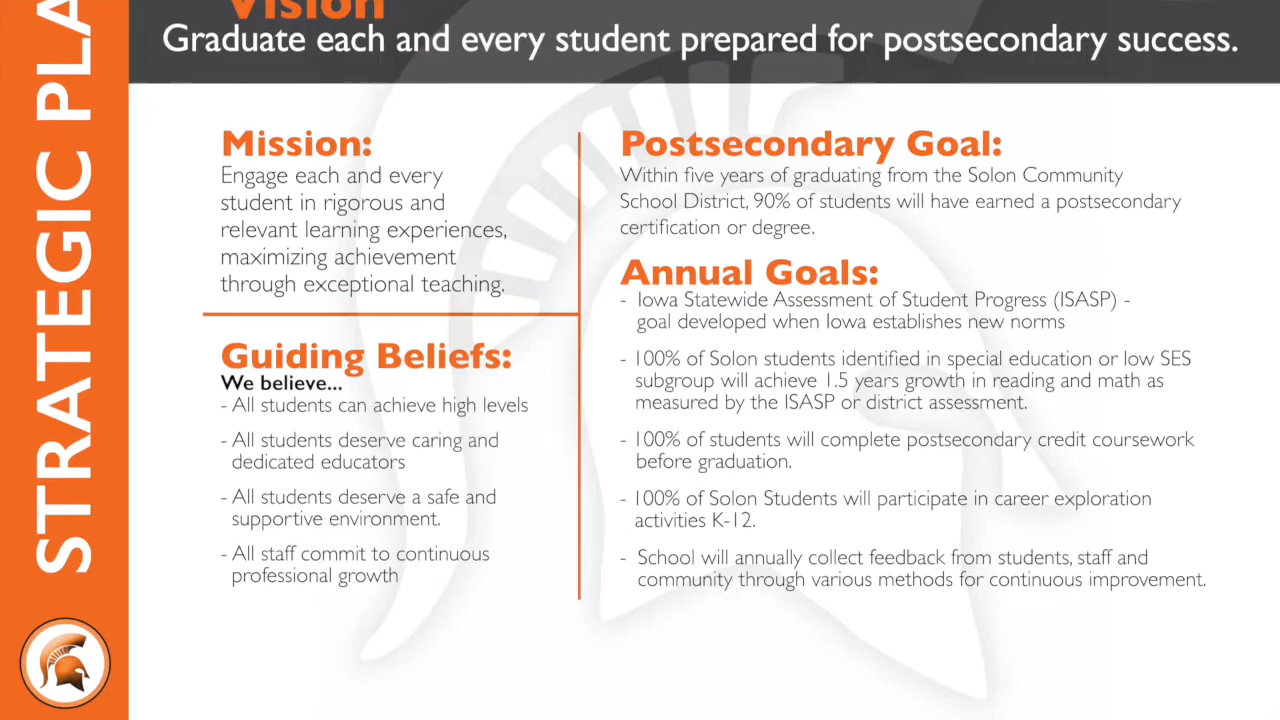 Vision
Graduate each and every student prepared for postsecondary success.
STRATEGIC PLA
Mission:
Engage each and every
student in rigorous and
relevant learning experiences,
maximizing achievement
through exceptional teaching.
Guiding Beliefs:
We believe...
- All students can achieve high levels
- All students deserve caring and
dedicated educators
- All students deserve a safe and
supportive environment.
- All staff commit to continuous
professional growth
Postsecondary Goal:
Within five years of graduating from the Solon Community
School District, 90% of students will have earned a postsecondary
certification or degree.
Annual Goals:
- Iowa Statewide Assessment of Student Progress (ISASP) -
goal developed when Iowa establishes new norms
- 100% of Solon students identified in special education or low SES
subgroup will achieve 1.5 years growth in reading and math as
measured by the ISASP or district assessment.
- 100% of students will complete postsecondary credit coursework
before graduation.
- 100% of Solon Students will participate in career exploration
activities K-12.
- School will annually collect feedback from students, staff and
community through various methods for continuous improvement.